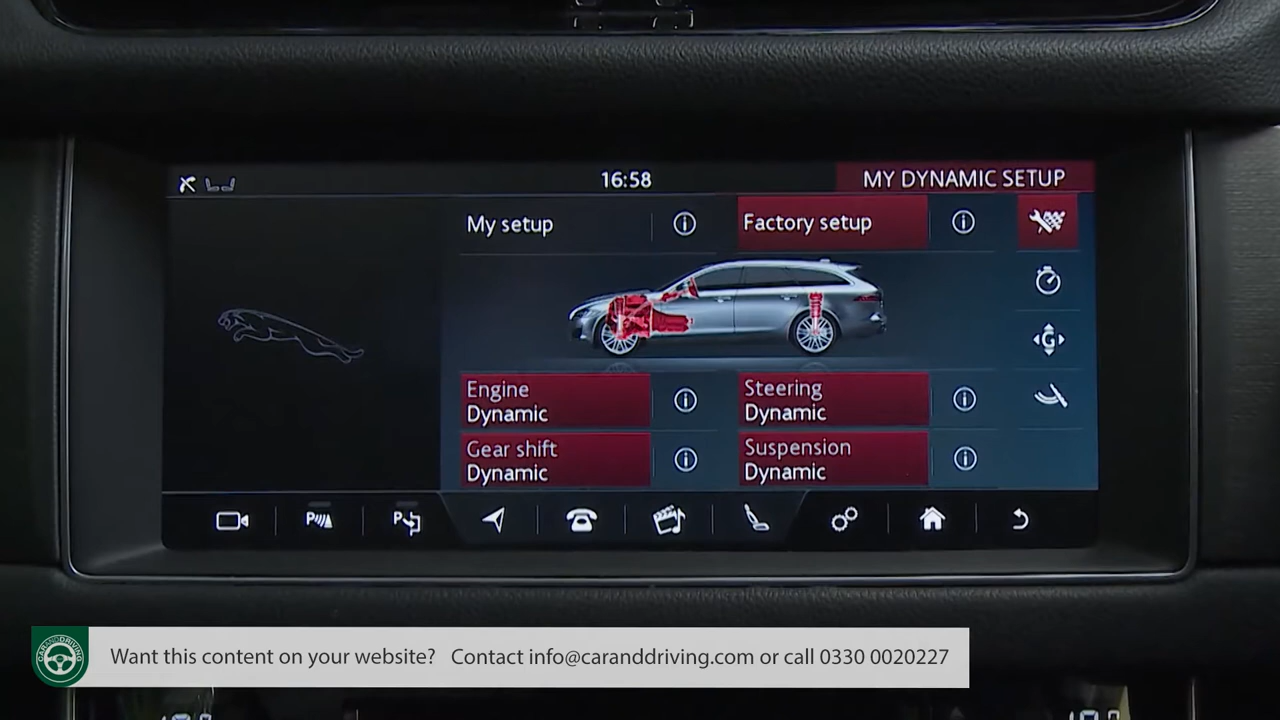 16:58
MY DYNAMIC SETUP
My setup
Factory setup
Engine
Dynamic
Steering
Dynamic
Gear shift
Dynamic
Suspension
Dynamic
G
P
P
CARANDDRIVING
Want this content on your website? Contact info@caranddriving.com or call 0330 0020227